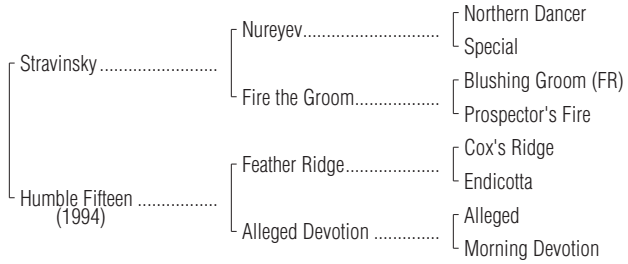 Northern Dancer
Nureyev
Special
Stravinsky
Blushing Groom (FR)
Fire the Groom
Prospector's Fire
Cox's Ridge
Feather Ridge
Endicotta
Humble Fifteen
(1994)
Alleged
Alleged Devotion
Morning Devotion